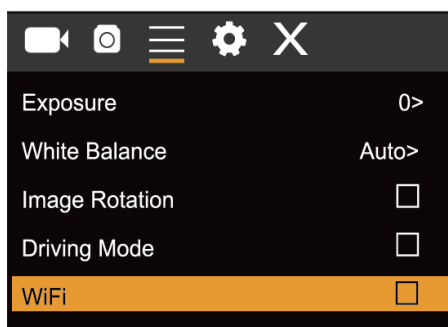 Exposure 0>
White Balance Auto>
Image Rotation
Driving Mode
WiFi